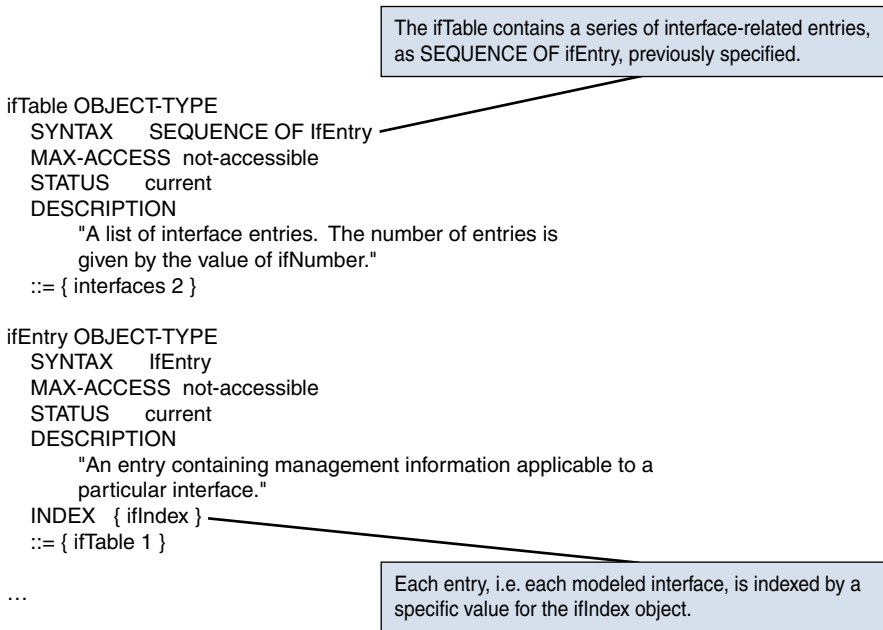 The ifTable contains a series of interface-related entries,
as SEQUENCE OF ifEntry, previously specified.
ifTable OBJECT-TYPE
SYNTAX SEQUENCE OF IfEntry
MAX-ACCESS not-accessible
STATUS current
DESCRIPTION
"A list of interface entries. The number of entries is
given by the value of ifNumber."
::= { interfaces 2 }
ifEntry OBJECT-TYPE
SYNTAX IfEntry
MAX-ACCESS not-accessible
STATUS current
DESCRIPTION
"An entry containing management information applicable to a
particular interface."
INDEX { ifIndex }
::= { ifTable 1 }
…
Each entry, i.e. each modeled interface, is indexed by a
specific value for the ifIndex object.